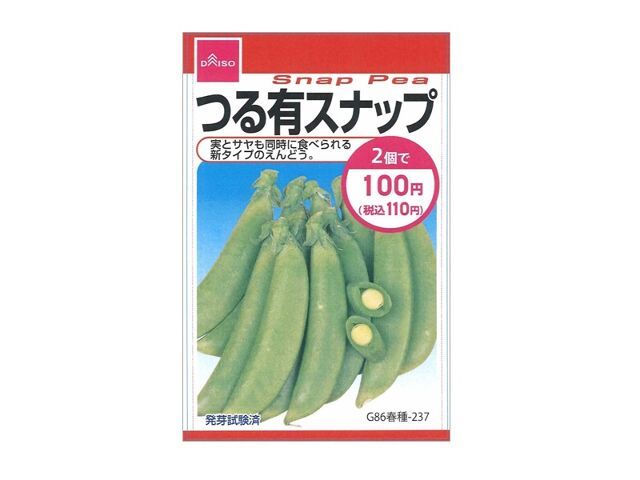 DAISO
Snap Pea
つる有スナップ
実とサヤも同時に食べられる
新タイプのえんどう。
2個で
100円
(税込110円)
発芽試験済
G86春種-237